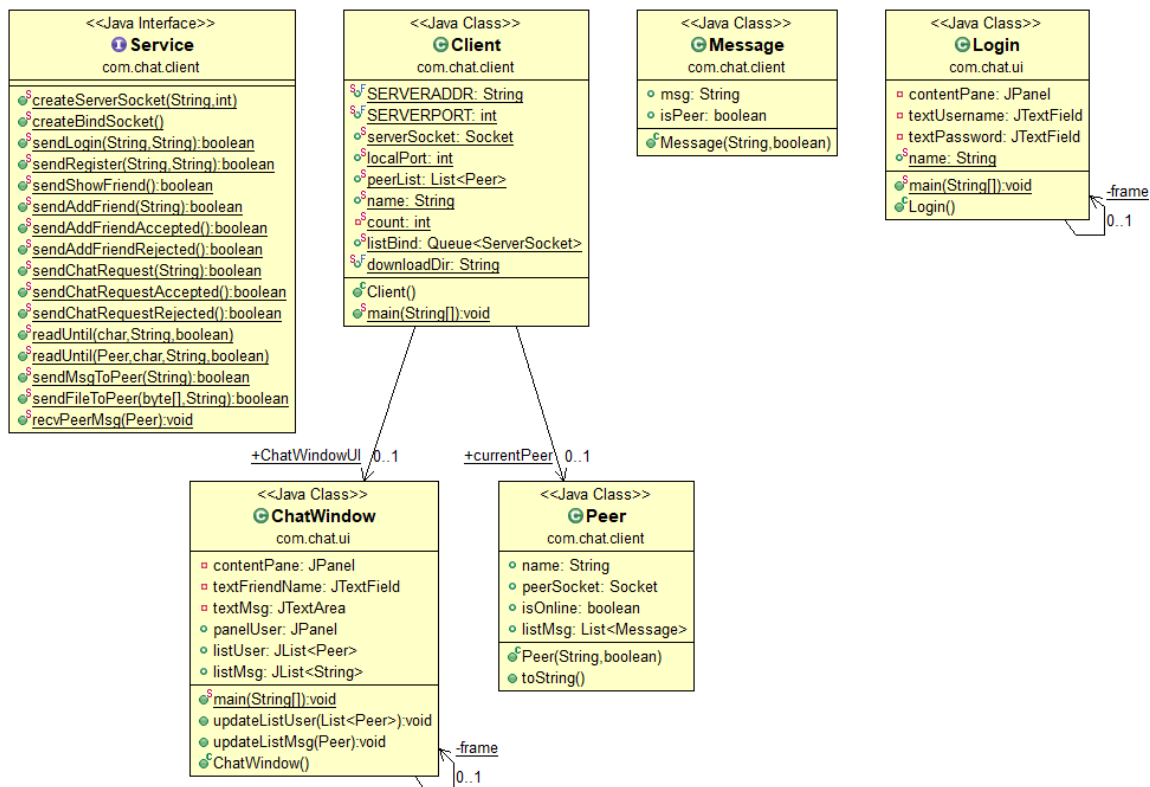 <<Java Interface>>
Service
com.chat.client
createServerSocket(String,int)
createBindSocket()
sendLogin(String,String):boolean
sendRegister(String,String):boolean
sendShowFriend():boolean
sendAddFriend(String):boolean
sendAddFriendAccepted():boolean
sendAddFriendRejected():boolean
sendChatRequest(String):boolean
sendChatRequestAccepted():boolean
sendChatRequestRejected():boolean
readUntil(char,String,boolean)
readUntil(Peer,char,String,boolean)
sendMsgToPeer(String):boolean
sendFileToPeer(byte[],String):boolean
recvPeerMsg(Peer):void
<<Java Class>>
Client
com.chat.client
SERVERADDR: String
SERVERPORT: int
serverSocket: Socket
localPort: int
peerList: List<Peer>
name: String
count: int
listBind: Queue<ServerSocket>
downloadDir: String
Client()
main(String[]):void
<<Java Class>>
Message
com.chat.client
msg: String
isPeer: boolean
Message(String,boolean)
<<Java Class>>
Login
com.chat.ui
contentPane: JPanel
textUsername: JTextField
textPassword: JTextField
name: String
main(String[]):void
Login()
-frame
0..1
+ChatWindowUI 0..1
+currentPeer 0..1
<<Java Class>>
ChatWindow
com.chat.ui
contentPane: JPanel
textFriendName: JTextField
textMsg: JTextArea
panelUser: JPanel
listUser: JList<Peer>
listMsg: JList<String>
main(String[]):void
updateListUser(List<Peer>):void
updateListMsg(Peer):void
ChatWindow()
-frame
0..1
<<Java Class>>
Peer
com.chat.client
name: String
peerSocket: Socket
isOnline: boolean
listMsg: List<Message>
Peer(String,boolean)
toString()